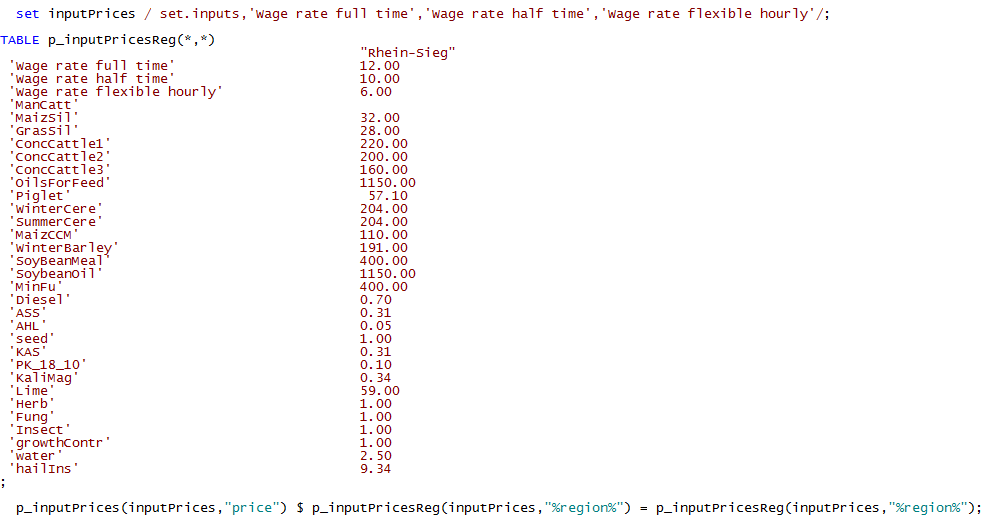 set inputPrices / set.inputs,'Wage rate full time','Wage rate half time','Wage rate flexible hourly'/;
TABLE p_inputPricesReg(*,*)
"Rhein-Sieg"
'Wage rate full time' 12.00
'Wage rate half time' 10.00
'Wage rate flexible hourly' 6.00
'ManCatt'
'MaizSil' 32.00
'GrasSil' 28.00
'ConcCattle1' 220.00
'ConcCattle2' 200.00
'ConcCattle3' 160.00
'OilsForFeed' 1150.00
'Piglet' 57.10
'WinterCere' 204.00
'SummerCere' 204.00
'MaizCCM' 110.00
'WinterBarley' 191.00
'SoyBeanMeal' 400.00
'SoybeanOil' 1150.00
'MinFu' 400.00
'Diesel' 0.70
'ASS' 0.31
'AHL' 0.05
'seed' 1.00
'KAS' 0.31
'PK_18_10' 0.10
'KaliMag' 0.34
'Lime' 59.00
'Herb' 1.00
'Fung' 1.00
'Insect' 1.00
'growthContr' 1.00
'water' 2.50
'hailIns' 9.34
;
p_inputPrices(inputPrices,"price") $ p_inputPricesReg(inputPrices,"%region%") = p_inputPricesReg(inputPrices,"%region%");